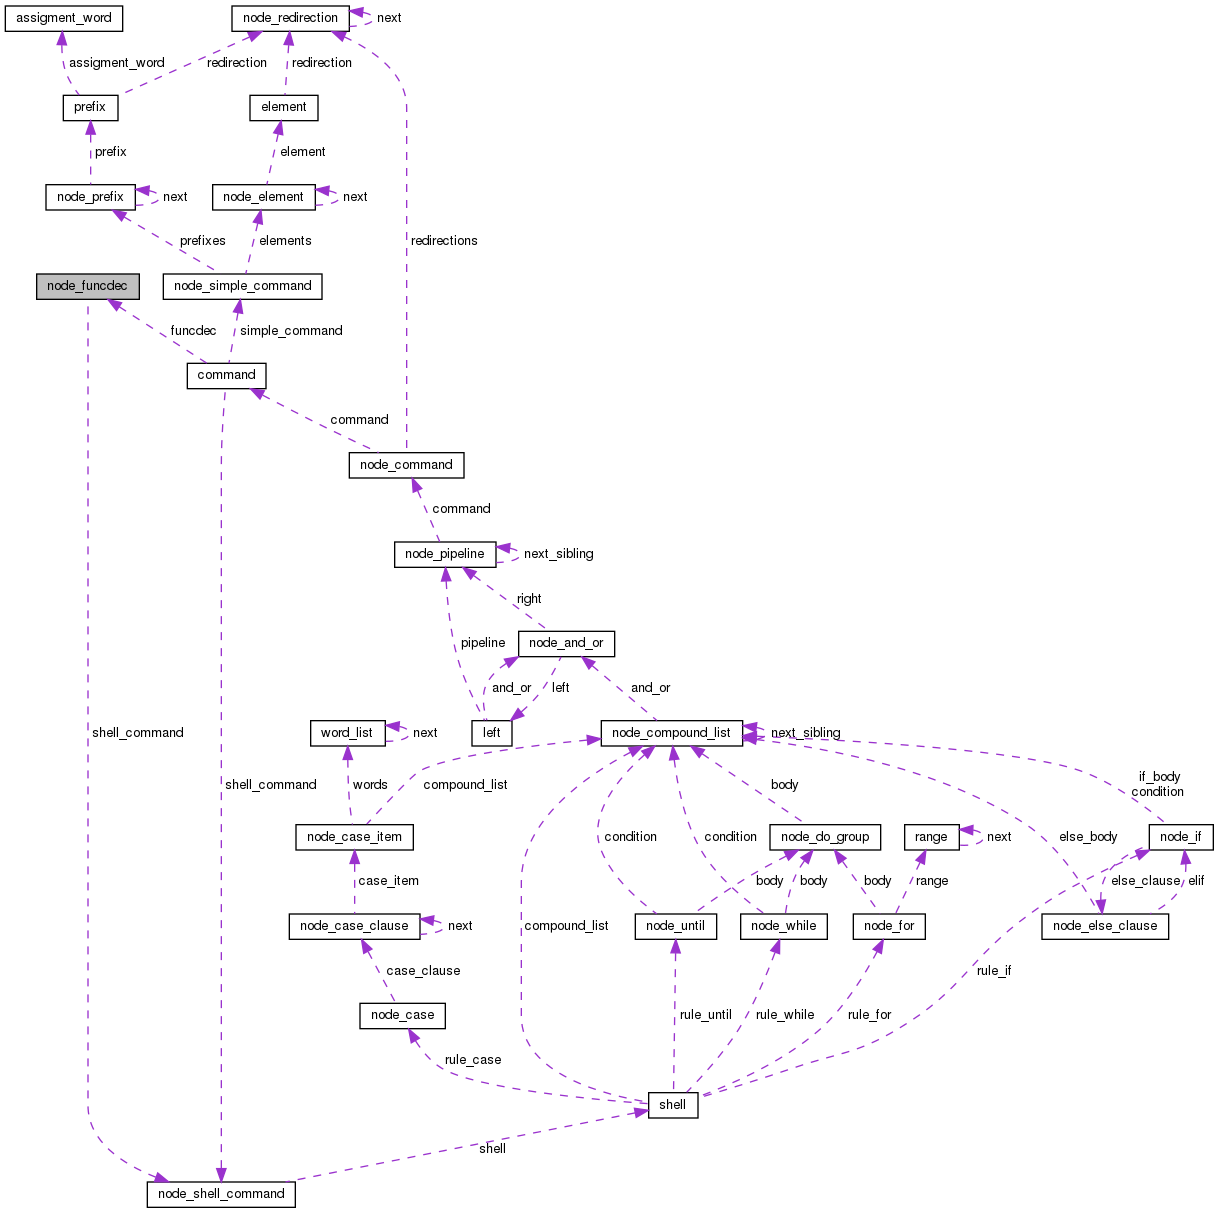 assigment_word
node_redirection
next
assigment_word
redirection
redirection
prefix
element
prefix
element
node_prefix
next
node_element
next
prefixes
elements
redirections
node_funcdec
node_simple_command
funcdec
simple_command
command
command
node_command
command
node_pipeline
next_sibling
right
pipeline
node_and_or
and_or
left
and_or
shell_command
word_list
next
left
node_compound_list
next_sibling
shell_command
words
compound_list
body
if_body
condition
node_case_item
condition
condition
node_do_group
range
next
else_body
node_if
case_item
body
body
body
range
else_clause
elif
node_case_clause
next
compound_list
node_until
node_while
node_for
node_else_clause
case_clause
rule_if
node_case
rule_until
rule_while
rule_for
rule_case
shell
shell
node_shell_command